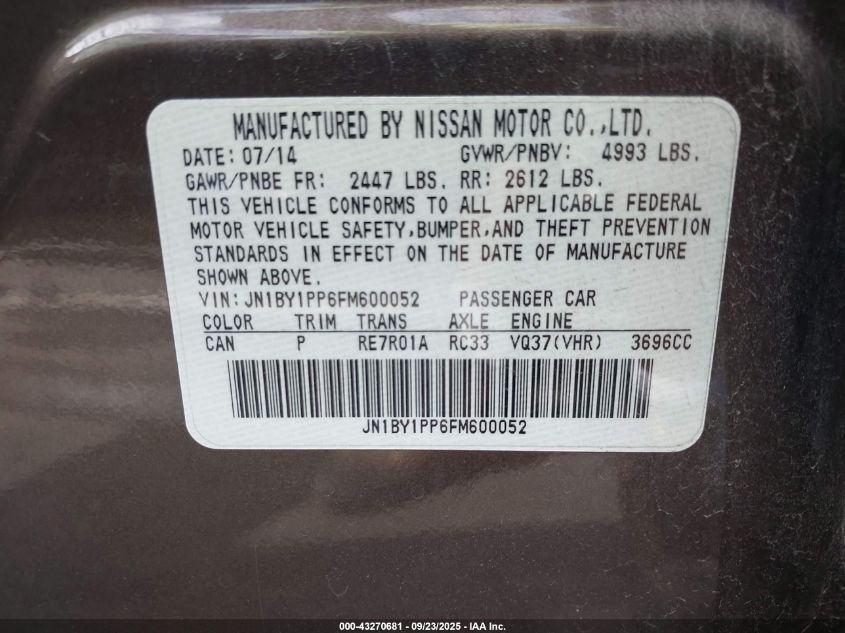 MANUFACTURED BY NISSAN MOTOR CO.,LTD.
DATE: 07/14 GVWR/PNBV: 4993 LBS.
GAWR/PNBE FR: 2447 LBS. RR: 2612 LBS.
THIS VEHICLE CONFORMS TO ALL APPLICABLE FEDERAL
MOTOR VEHICLE SAFETY,BUMPER,AND THEFT PREVENTION
STANDARDS IN EFFECT ON THE DATE OF MANUFACTURE
SHOWN ABOVE.
VIN:JN1BY1PP6FM600052 PASSENGER CAR
COLOR TRIM TRANS AXLE ENGINE
CAN P RE7R01A RC33 VQ37(VHR) 3696CC
JN1BY1PP6FM600052
000-43270681 - 09/23/2025 - IAA Inc.